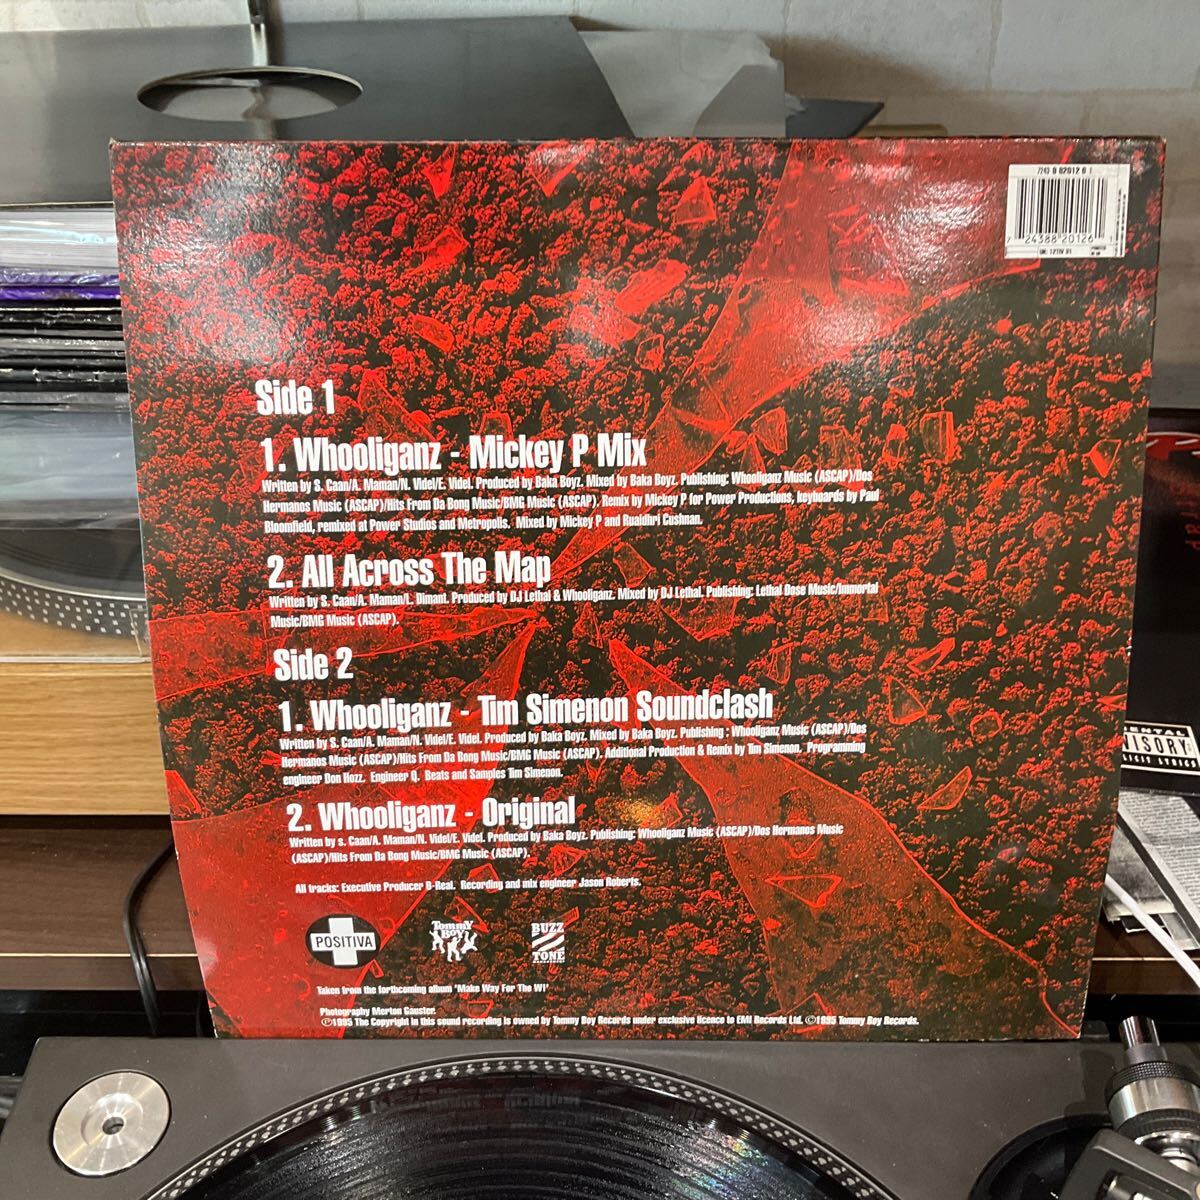 7243 8 82012 6 1
7 24388 20126
UK: 12TIV 31
Side 1
1. Whooliganz - Mickey P Mix
Written by S. Caan/A. Maman/N. Videl/E. Videl. Produced by Baka Boyz. Mixed by Baka Boyz. Publishing: Whooliganz Music (ASCAP)/Dos
Hermanos Music (ASCAP)/Hits From Da Bong Music/BMG Music (ASCAP). Remix by Mickey P for Power Productions, keyboards by Paul
Bloomfield, remixed at Power Studios and Metropolis. Mixed by Mickey P and Ruaidhri Cushnan.
2. All Across The Map
Written by S. Caan/A. Maman/L. Dimant. Produced by DJ Lethal & Whooliganz. Mixed by DJ Lethal. Publishing: Lethal Dose Music/Immortal
Music/BMG Music (ASCAP).
Side 2
1. Whooliganz - Tim Simenon Soundclash
Written by S. Caan/A. Maman/N. Videl/E. Videl. Produced by Baka Boyz. Mixed by Baka Boyz. Publishing : Whooliganz Music (ASCAP)/Dos
Hermanos Music (ASCAP)/Hits From Da Bong Music/BMG Music (ASCAP). Additional Production & Remix by Tim Simenon. Programming
engineer Don Hozz. Engineer Q. Beats and Samples Tim Simenon.
2. Whooliganz - Original
Written by s. Caan/A. Maman/N. Videl/E. Videl. Produced by Baka Boyz. Publishing: Whooliganz Music (ASCAP)/Dos Hermanos Music
(ASCAP)/Hits From Da Bong Music/BMG Music (ASCAP).
All tracks: Executive Producer B-Real. Recording and mix engineer Jason Roberts.
POSITIVA
Tommy
Boy
BUZZ
TONE
Taken from the forthcoming album 'Make Way For The W!'
Photography Merton Gauster.
Ⓟ1995 The Copyright in this sound recording is owned by Tommy Boy Records under exclusive licence to EMI Records Ltd. ©1995 Tommy Boy Records.